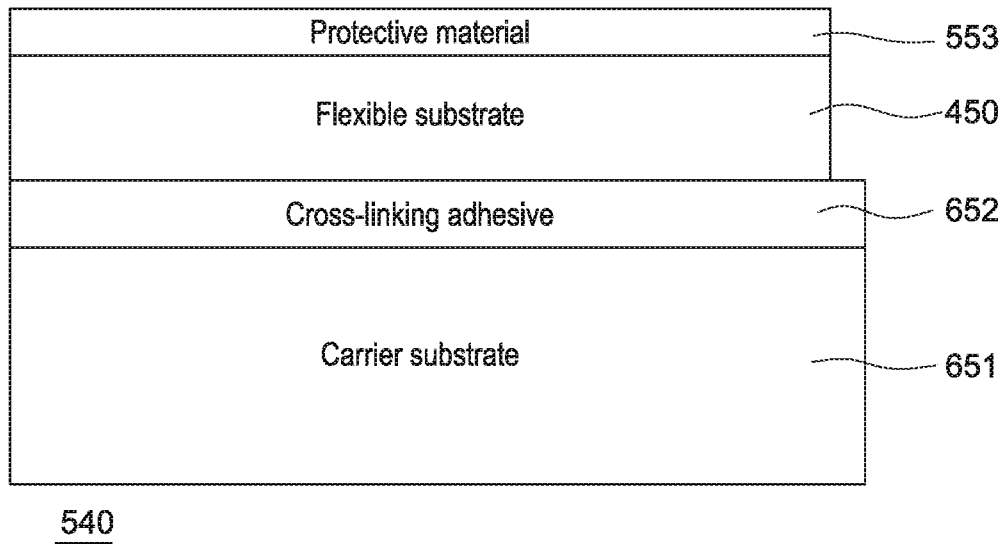 Protective material 553
Flexible substrate 450
Cross-linking adhesive 652
Carrier substrate 651
540